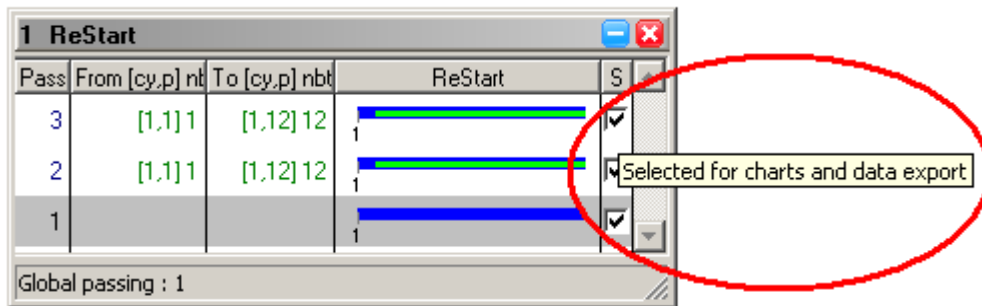 1 ReStart
Pass From [cy,p] nbt To [cy,p] nbt ReStart S
3 [1,1] 1 [1,12] 12
1
2 [1,1] 1 [1,12] 12
1
Selected for charts and data export
1
1
Global passing : 1